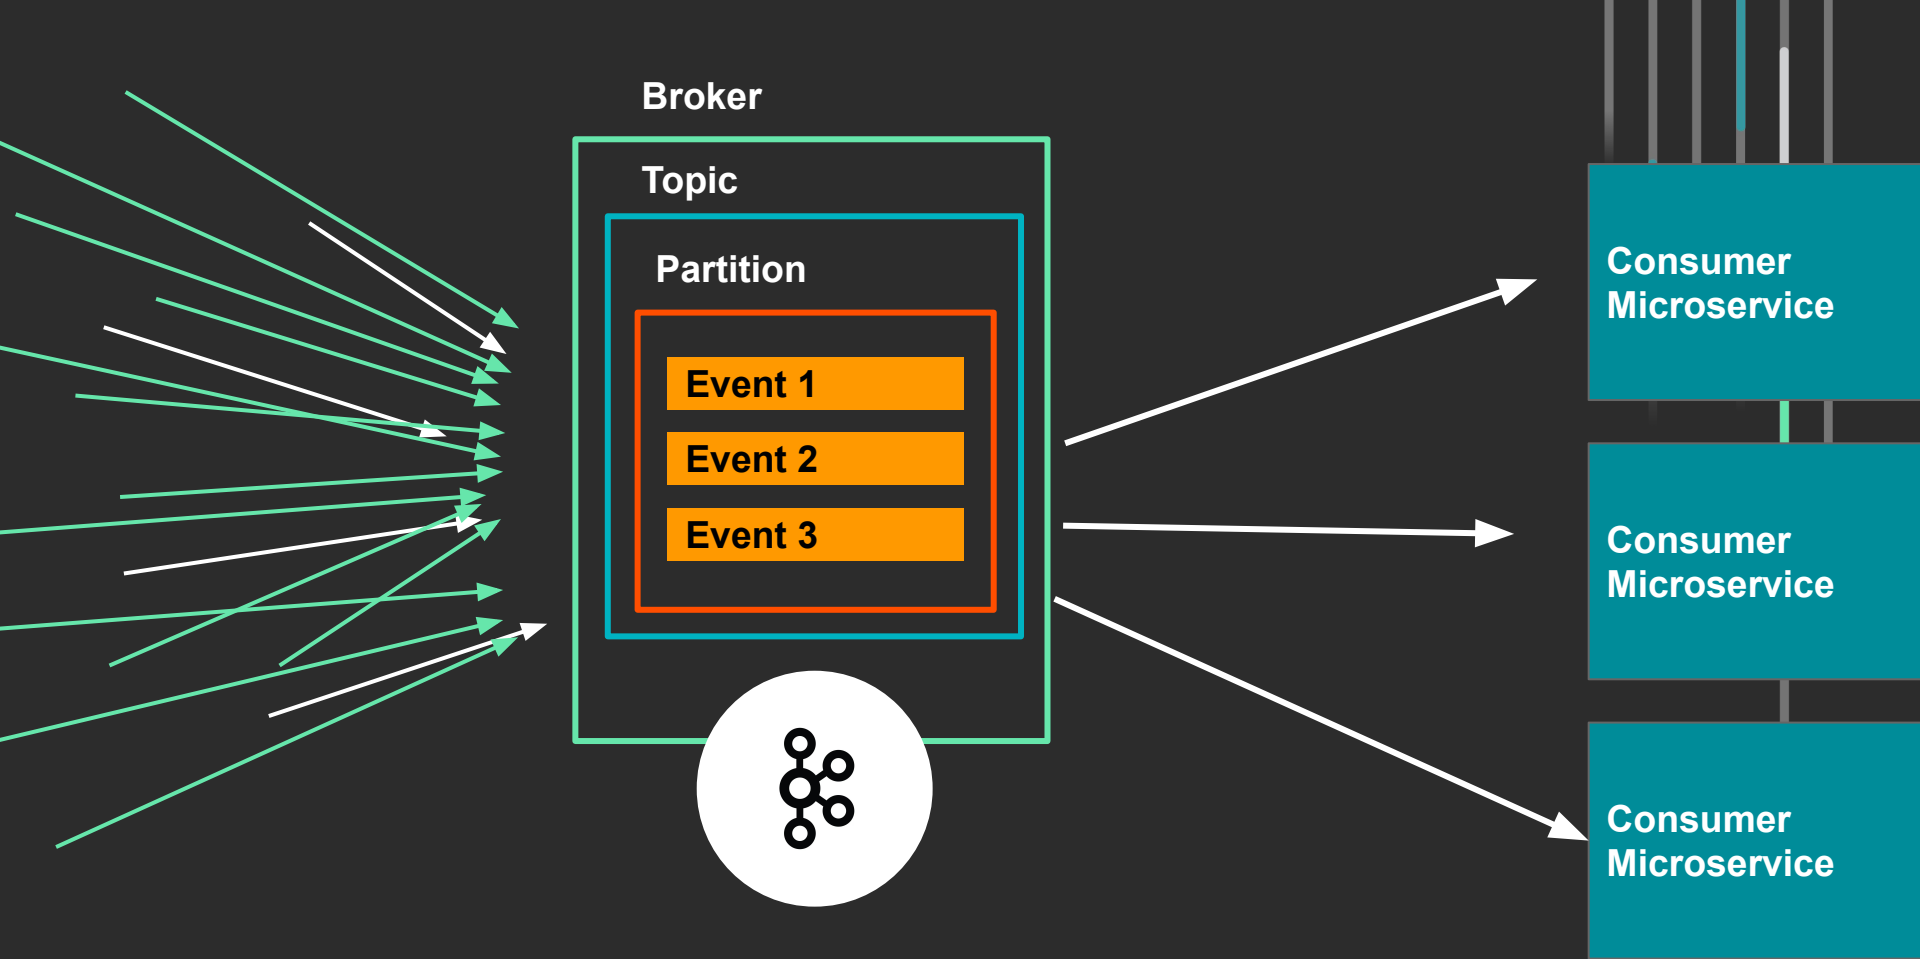 Broker
Topic
Partition
Event 1
Event 2
Event 3
Consumer
Microservice
Consumer
Microservice
Consumer
Microservice